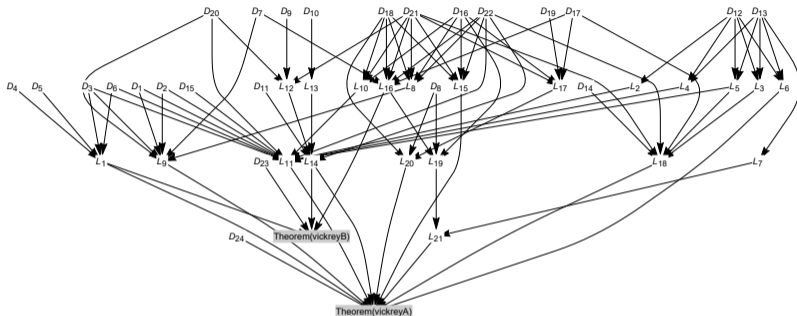 D20 D7 D9 D10 D18 D21 D16 D22 D19 D17 D12 D13
D4 D5 D3 D6 D1 D2 D15 D11 L12 L13 L10 L16 L8 D8 L15 L17 D14 L2 L4 L5 L3 L6
L1 L9 D23 L11 L14 L20 L19 L18 L7
D24 Theorem(vickreyB) L21
Theorem(vickreyA)